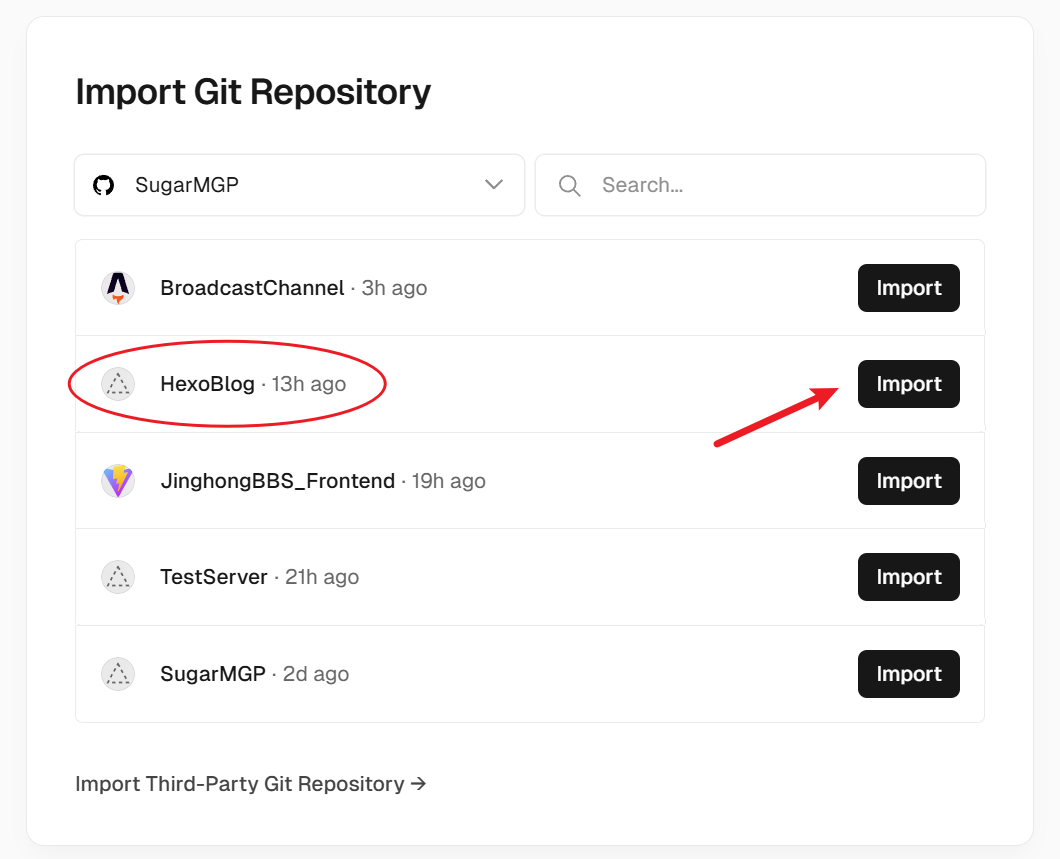 Import Git Repository
SugarMGP
Search...
BroadcastChannel · 3h ago
Import
HexoBlog · 13h ago
Import
JinghongBBS_Frontend · 19h ago
Import
TestServer · 21h ago
Import
SugarMGP · 2d ago
Import
Import Third-Party Git Repository →